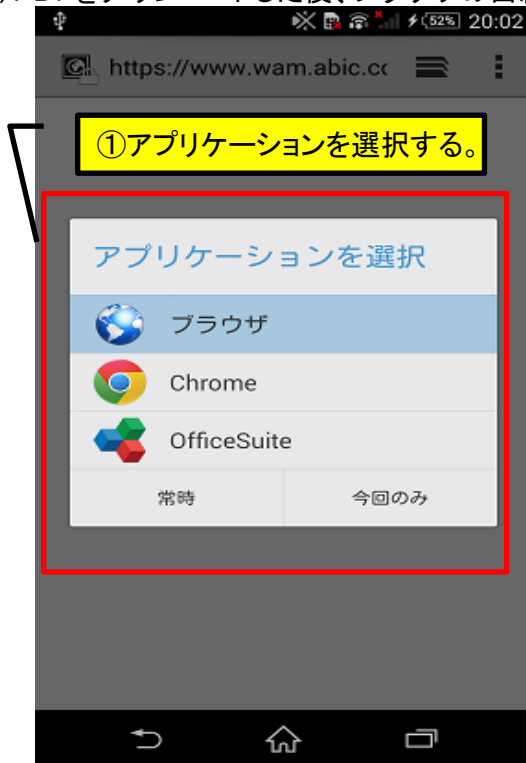 52% 20:02
https://www.wam.abic.cc
①アプリケーションを選択する。
アプリケーションを選択
ブラウザ
Chrome
OfficeSuite
常時 今回のみ